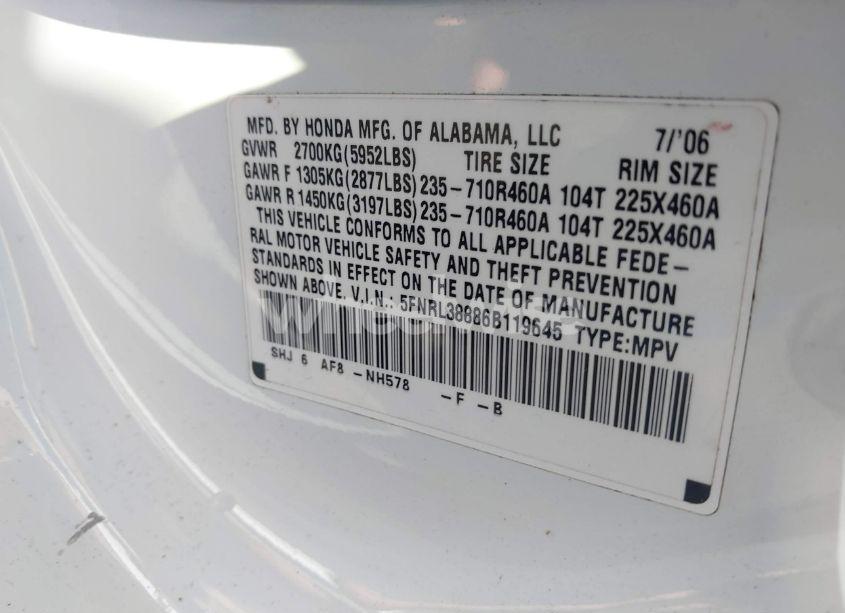 MFD. BY HONDA MFG. OF ALABAMA, LLC 7/'06
GVWR 2700KG(5952LBS) TIRE SIZE RIM SIZE
GAWR F 1305KG(2877LBS) 235-710R460A 104T 225X460A
GAWR R 1450KG(3197LBS) 235-710R460A 104T 225X460A
THIS VEHICLE CONFORMS TO ALL APPLICABLE FEDE-
RAL MOTOR VEHICLE SAFETY AND THEFT PREVENTION
STANDARDS IN EFFECT ON THE DATE OF MANUFACTURE
SHOWN ABOVE. V.I.N.: 5FNRL38886B119645 TYPE:MPV
SHJ 6 AF8 -NH578 -F -B